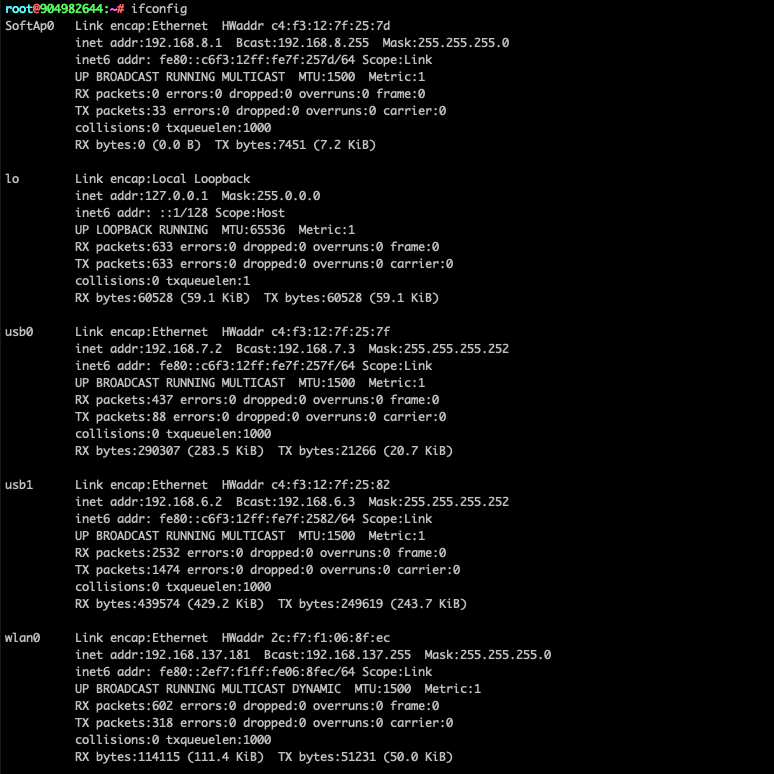 root@904982644:~# ifconfig
SoftAp0   Link encap:Ethernet  HWaddr c4:f3:12:7f:25:7d
          inet addr:192.168.8.1  Bcast:192.168.8.255  Mask:255.255.255.0
          inet6 addr: fe80::c6f3:12ff:fe7f:257d/64 Scope:Link
          UP BROADCAST RUNNING MULTICAST  MTU:1500  Metric:1
          RX packets:0 errors:0 dropped:0 overruns:0 frame:0
          TX packets:33 errors:0 dropped:0 overruns:0 carrier:0
          collisions:0 txqueuelen:1000
          RX bytes:0 (0.0 B)  TX bytes:7451 (7.2 KiB)

lo        Link encap:Local Loopback
          inet addr:127.0.0.1  Mask:255.0.0.0
          inet6 addr: ::1/128 Scope:Host
          UP LOOPBACK RUNNING  MTU:65536  Metric:1
          RX packets:633 errors:0 dropped:0 overruns:0 frame:0
          TX packets:633 errors:0 dropped:0 overruns:0 carrier:0
          collisions:0 txqueuelen:1
          RX bytes:60528 (59.1 KiB)  TX bytes:60528 (59.1 KiB)

usb0      Link encap:Ethernet  HWaddr c4:f3:12:7f:25:7f
          inet addr:192.168.7.2  Bcast:192.168.7.3  Mask:255.255.255.252
          inet6 addr: fe80::c6f3:12ff:fe7f:257f/64 Scope:Link
          UP BROADCAST RUNNING MULTICAST  MTU:1500  Metric:1
          RX packets:437 errors:0 dropped:0 overruns:0 frame:0
          TX packets:88 errors:0 dropped:0 overruns:0 carrier:0
          collisions:0 txqueuelen:1000
          RX bytes:290307 (283.5 KiB)  TX bytes:21266 (20.7 KiB)

usb1      Link encap:Ethernet  HWaddr c4:f3:12:7f:25:82
          inet addr:192.168.6.2  Bcast:192.168.6.3  Mask:255.255.255.252
          inet6 addr: fe80::c6f3:12ff:fe7f:2582/64 Scope:Link
          UP BROADCAST RUNNING MULTICAST  MTU:1500  Metric:1
          RX packets:2532 errors:0 dropped:0 overruns:0 frame:0
          TX packets:1474 errors:0 dropped:0 overruns:0 carrier:0
          collisions:0 txqueuelen:1000
          RX bytes:439574 (429.2 KiB)  TX bytes:249619 (243.7 KiB)

wlan0     Link encap:Ethernet  HWaddr 2c:f7:f1:06:8f:ec
          inet addr:192.168.137.181  Bcast:192.168.137.255  Mask:255.255.255.0
          inet6 addr: fe80::2ef7:f1ff:fe06:8fec/64 Scope:Link
          UP BROADCAST RUNNING MULTICAST DYNAMIC  MTU:1500  Metric:1
          RX packets:602 errors:0 dropped:0 overruns:0 frame:0
          TX packets:318 errors:0 dropped:0 overruns:0 carrier:0
          collisions:0 txqueuelen:1000
          RX bytes:114115 (111.4 KiB)  TX bytes:51231 (50.0 KiB)